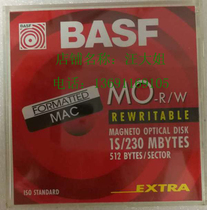 BASF
MO-R/W
FORMATTED
MAC
REWRITABLE
MAGNETO OPTICAL DISK
1S/230 MBYTES
512 BYTES/SECTOR
ISO STANDARD
EXTRA